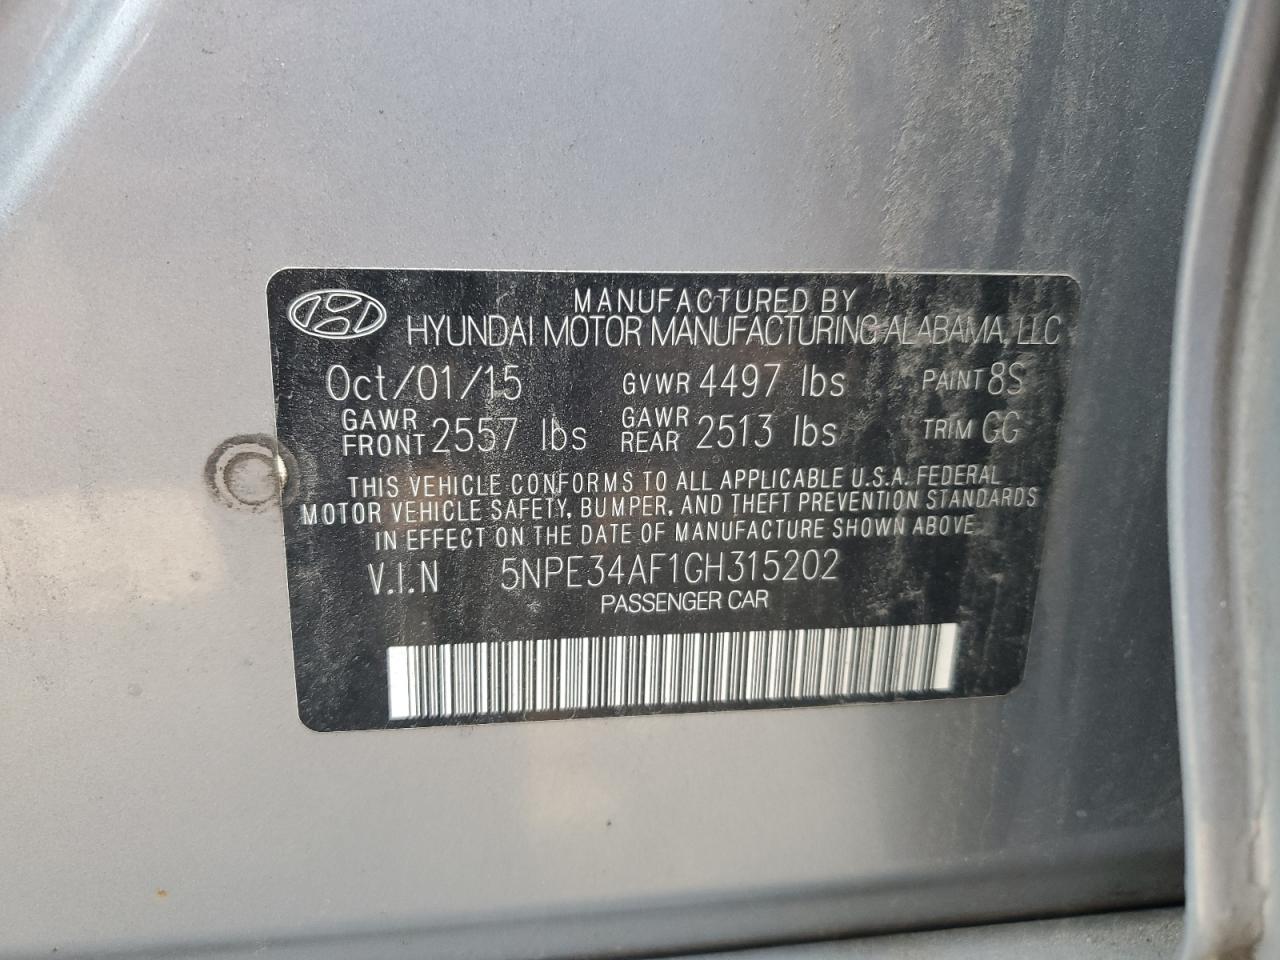 MANUFACTURED BY
HYUNDAI MOTOR MANUFACTURING ALABAMA, LLC
Oct/01/15 GVWR 4497 lbs PAINT 8S
GAWR FRONT 2557 lbs GAWR REAR 2513 lbs TRIM GG
THIS VEHICLE CONFORMS TO ALL APPLICABLE U.S.A. FEDERAL
MOTOR VEHICLE SAFETY, BUMPER, AND THEFT PREVENTION STANDARDS
IN EFFECT ON THE DATE OF MANUFACTURE SHOWN ABOVE
V.I.N 5NPE34AF1GH315202
PASSENGER CAR